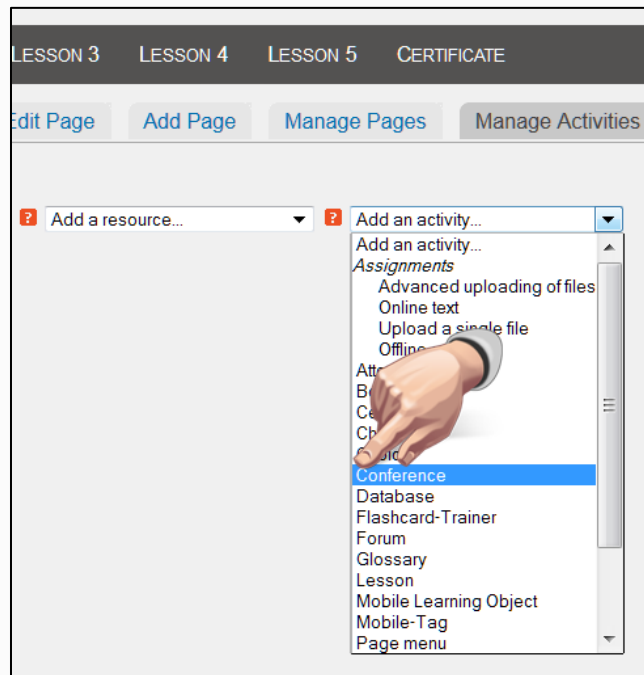 LESSON 3 LESSON 4 LESSON 5 CERTIFICATE
Edit Page Add Page Manage Pages Manage Activities
? Add a resource... ? Add an activity...
Add an activity...
Assignments
Advanced uploading of files
Online text
Upload a single file
Offline
Conference
Database
Flashcard-Trainer
Forum
Glossary
Lesson
Mobile Learning Object
Mobile-Tag
Page menu